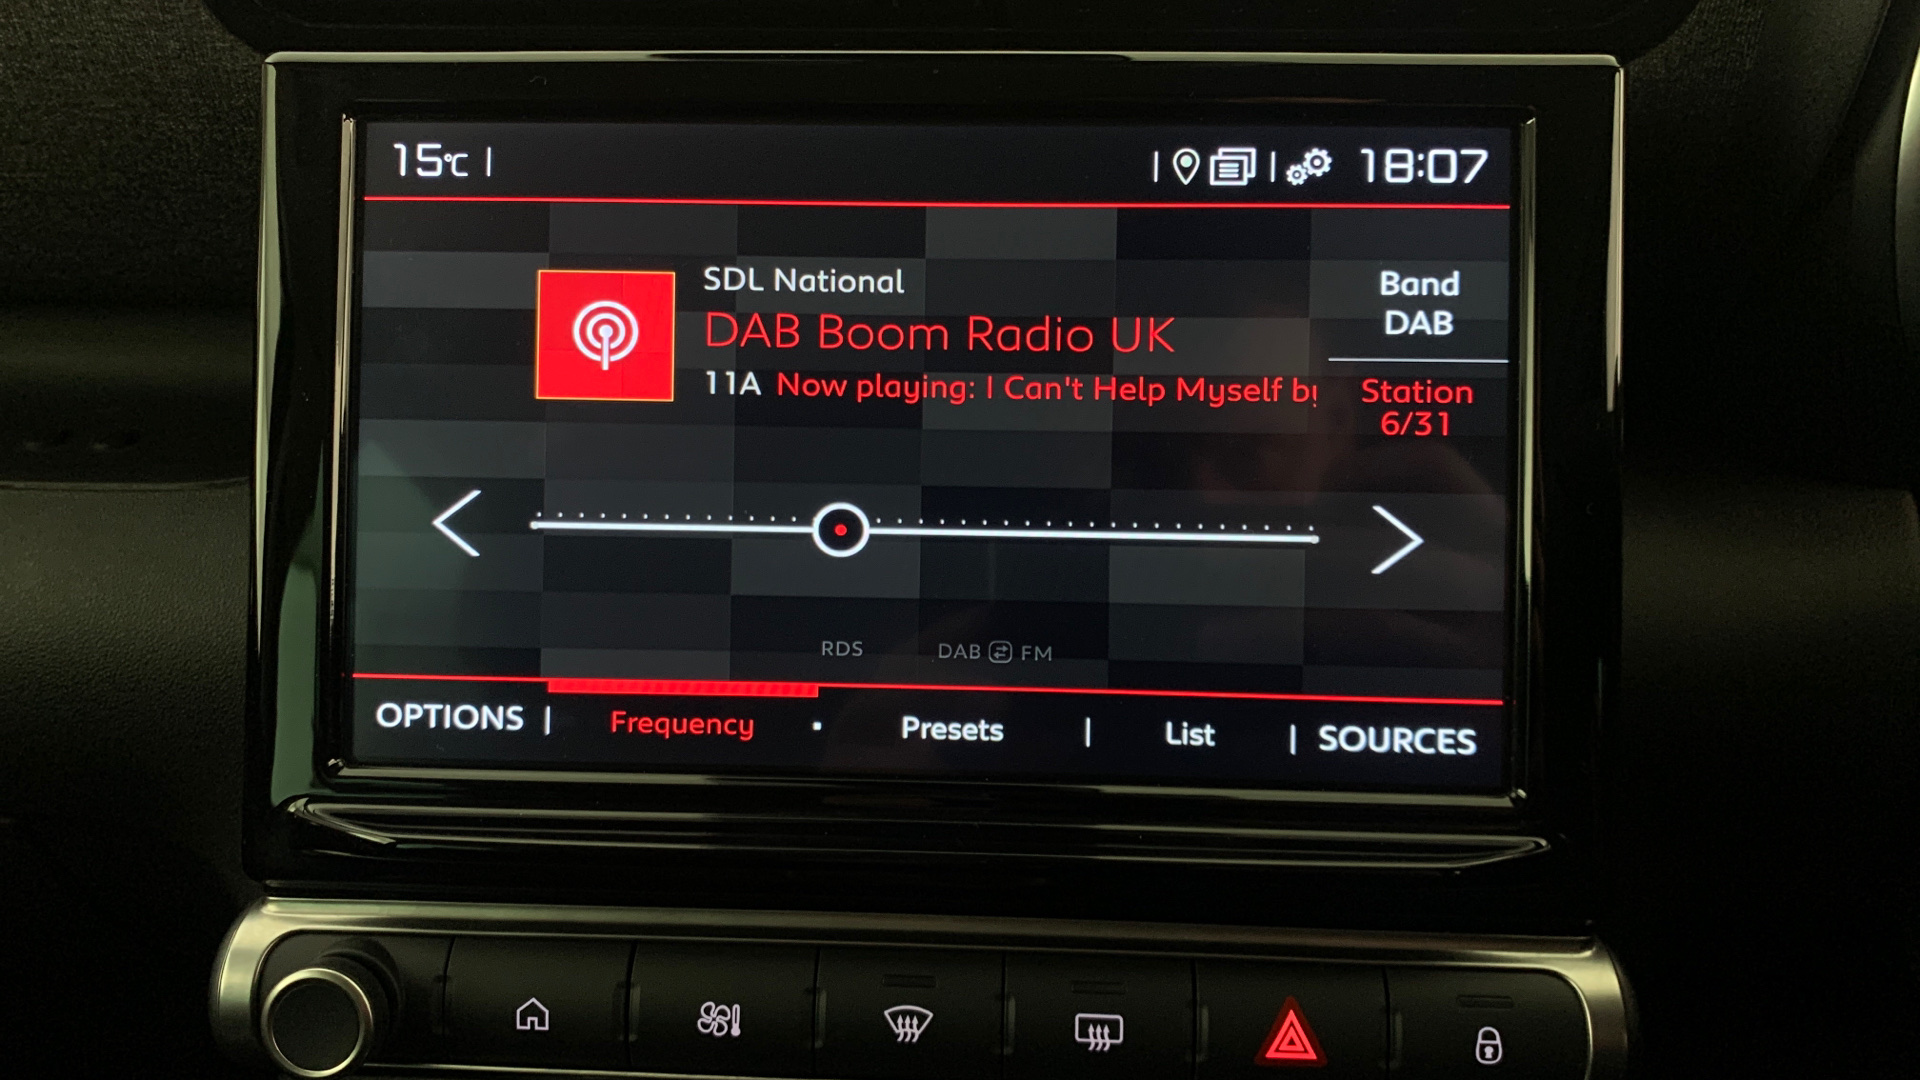 15°C |
18:07
SDL National
DAB Boom Radio UK
11A Now playing: I Can't Help Myself by
Band
DAB
Station
6/31
RDS
DAB FM
OPTIONS | Frequency · Presets | List | SOURCES